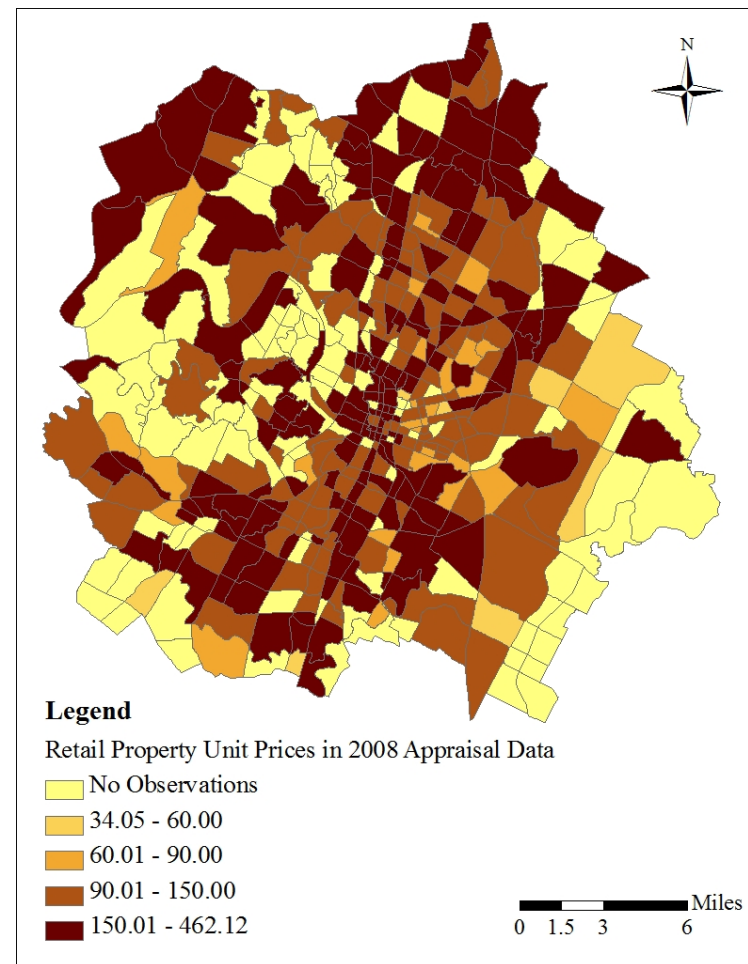 N
Legend
Retail Property Unit Prices in 2008 Appraisal Data
No Observations
34.05 - 60.00
60.01 - 90.00
90.01 - 150.00
150.01 - 462.12
Miles
0 1.5 3 6